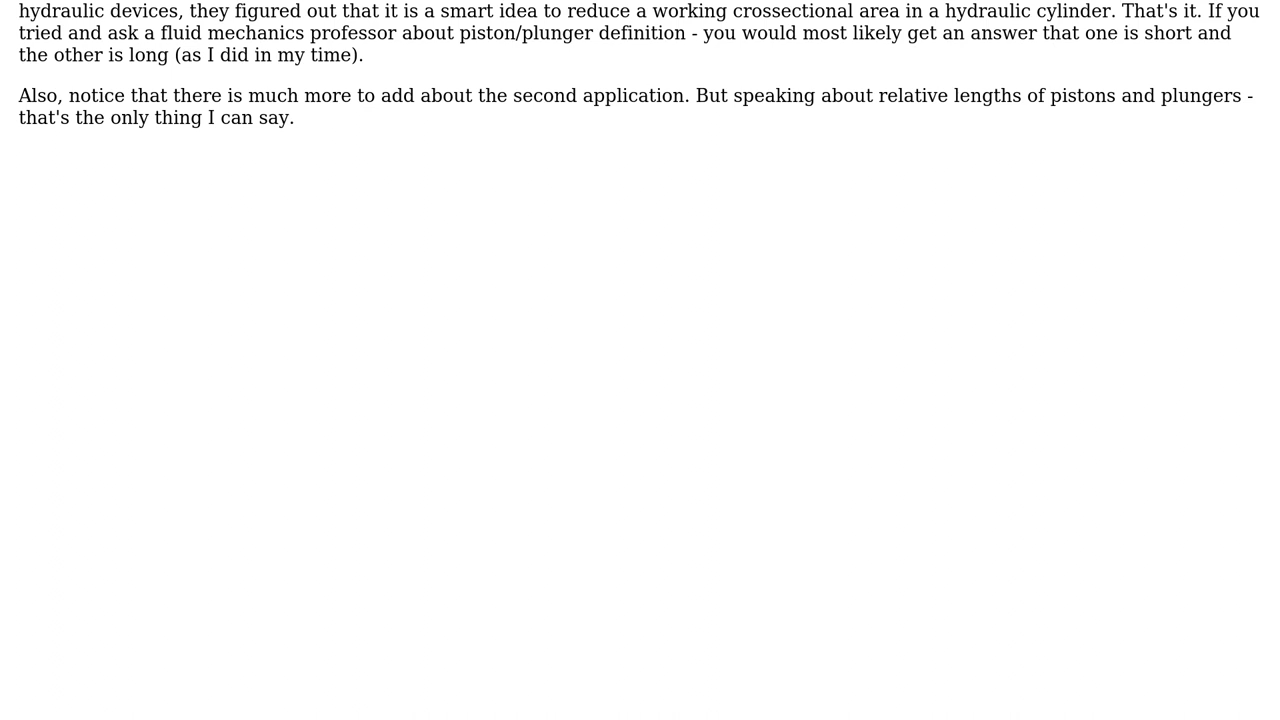 hydraulic devices, they figured out that it is a smart idea to reduce a working crossectional area in a hydraulic cylinder. That's it. If you
tried and ask a fluid mechanics professor about piston/plunger definition - you would most likely get an answer that one is short and
the other is long (as I did in my time).
Also, notice that there is much more to add about the second application. But speaking about relative lengths of pistons and plungers -
that's the only thing I can say.